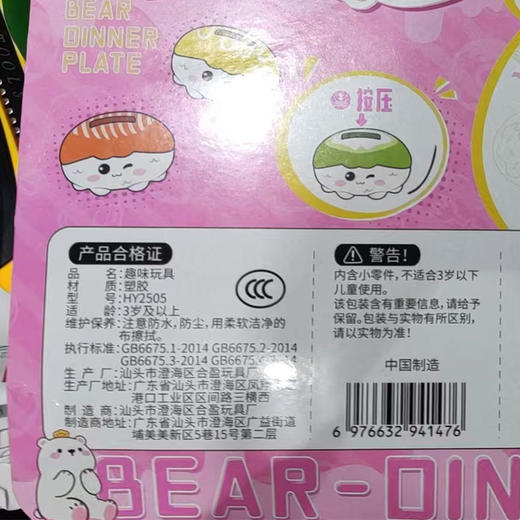 TOOLS
BEAR
DINNER
PLATE
按压
产品合格证
品　名:趣味玩具
材　质:塑胶
型　号:HY2505
适　龄:3岁及以上
维护保养:注意防水,防尘,用柔软洁净的
布擦拭。
执行标准:GB6675.1-2014 GB6675.2-2014
GB6675.3-2014 GB6675.4-2014
生 产 厂:汕头市澄海区合盈玩具厂
生产厂地址:广东省汕头市澄海区凤翔
港口工业区区间路三横西
制 造 商:汕头市澄海区合盈玩具厂
制造商地址:广东省汕头市澄海区广益街道
埔美美新区5巷15号第二层
CCC
警告!
内含小零件,不适合3岁以下
儿童使用。
该包装含有重要信息,请给予
保留。包装与实物有所区别,
请以实物为准!
中国制造
6 976632 941476
BEAR-DIN